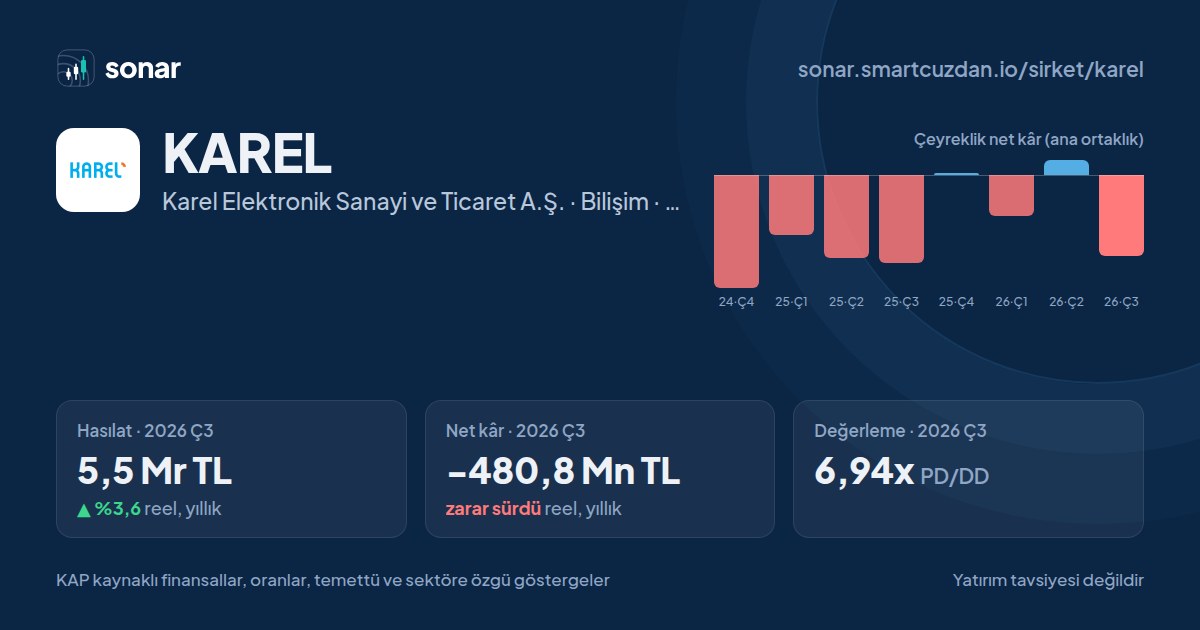 sonar
sonar.smartcuzdan.io/sirket/karel
KAREL
KAREL
Karel Elektronik Sanayi ve Ticaret A.Ş. · Bilişim · ...
Çeyreklik net kâr (ana ortaklık)
24·Ç4 25·Ç1 25·Ç2 25·Ç3 25·Ç4 26·Ç1 26·Ç2 26·Ç3
Hasılat · 2026 Ç3
5,5 Mr TL
▲ %3,6 reel, yıllık
Net kâr · 2026 Ç3
−480,8 Mn TL
zarar sürdü reel, yıllık
Değerleme · 2026 Ç3
6,94x PD/DD
KAP kaynaklı finansallar, oranlar, temettü ve sektöre özgü göstergeler
Yatırım tavsiyesi değildir